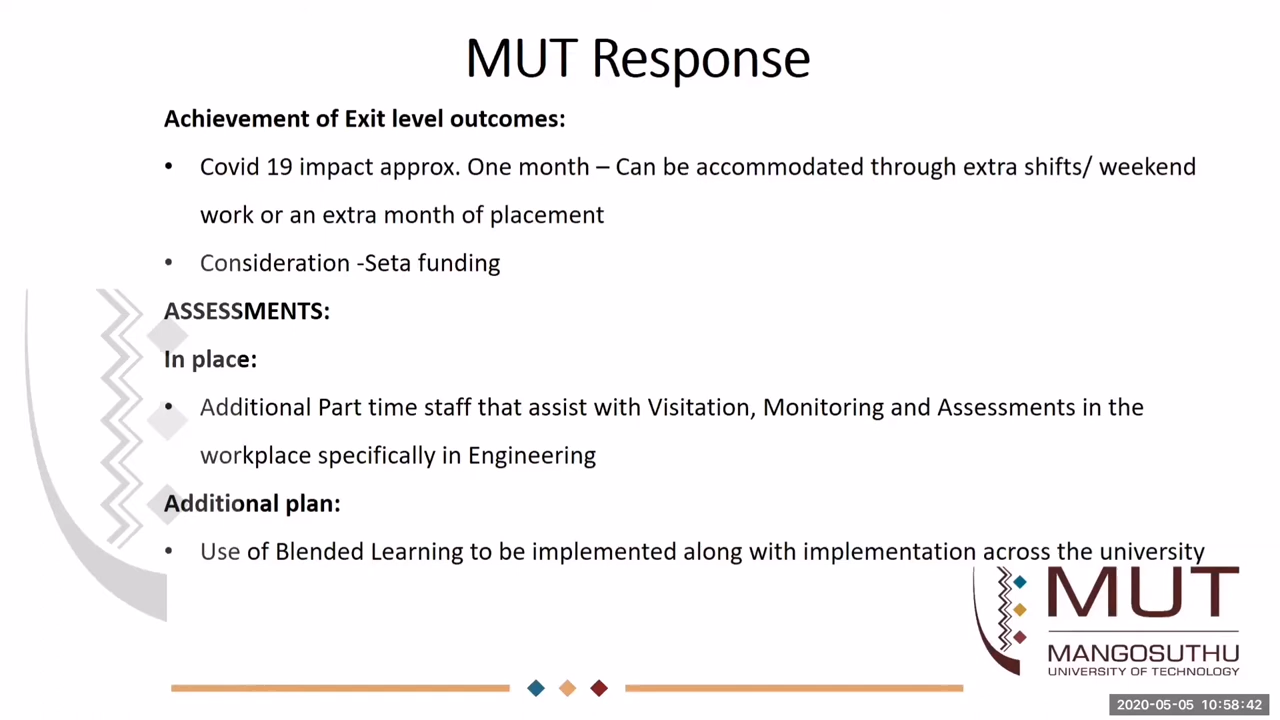 MUT Response
Achievement of Exit level outcomes:
• Covid 19 impact approx. One month – Can be accommodated through extra shifts/ weekend
work or an extra month of placement
• Consideration -Seta funding
ASSESSMENTS:
In place:
• Additional Part time staff that assist with Visitation, Monitoring and Assessments in the
workplace specifically in Engineering
Additional plan:
• Use of Blended Learning to be implemented along with implementation across the university
MUT
MANGOSUTHU
UNIVERSITY OF TECHNOLOGY
2020-05-05 10:58:42